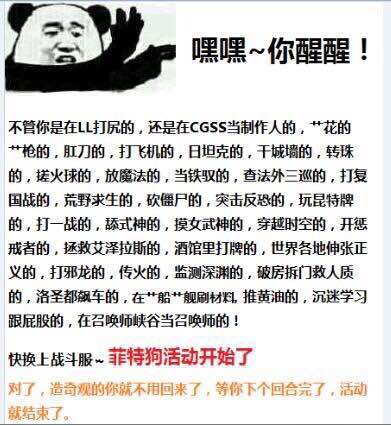 嘿嘿~你醒醒！
不管你是在LL打尻的，还是在CGSS当制作人的，艹花的
艹枪的，肛刀的，打飞机的，日坦克的，干城墙的，转珠
的，搓火球的，放魔法的，当铁驭的，查法外三巡的，打复
国战的，荒野求生的，砍僵尸的，突击反恐的，玩昆特牌
的，打一战的，舔式神的，摸女武神的，穿越时空的，开惩
戒者的，拯救艾泽拉斯的，酒馆里打牌的，世界各地伸张正
义的，打邪龙的，传火的，监测深渊的，破房拆门救人质
的，洛圣都飙车的，在艹船艹舰刷材料, 推黄油的，沉迷学习
跟屁股的，在召唤师峡谷当召唤师的！
快换上战斗服~ 菲特狗活动开始了
对了，造奇观的你就不用回来了，等你下个回合完了，活动
就结束了。